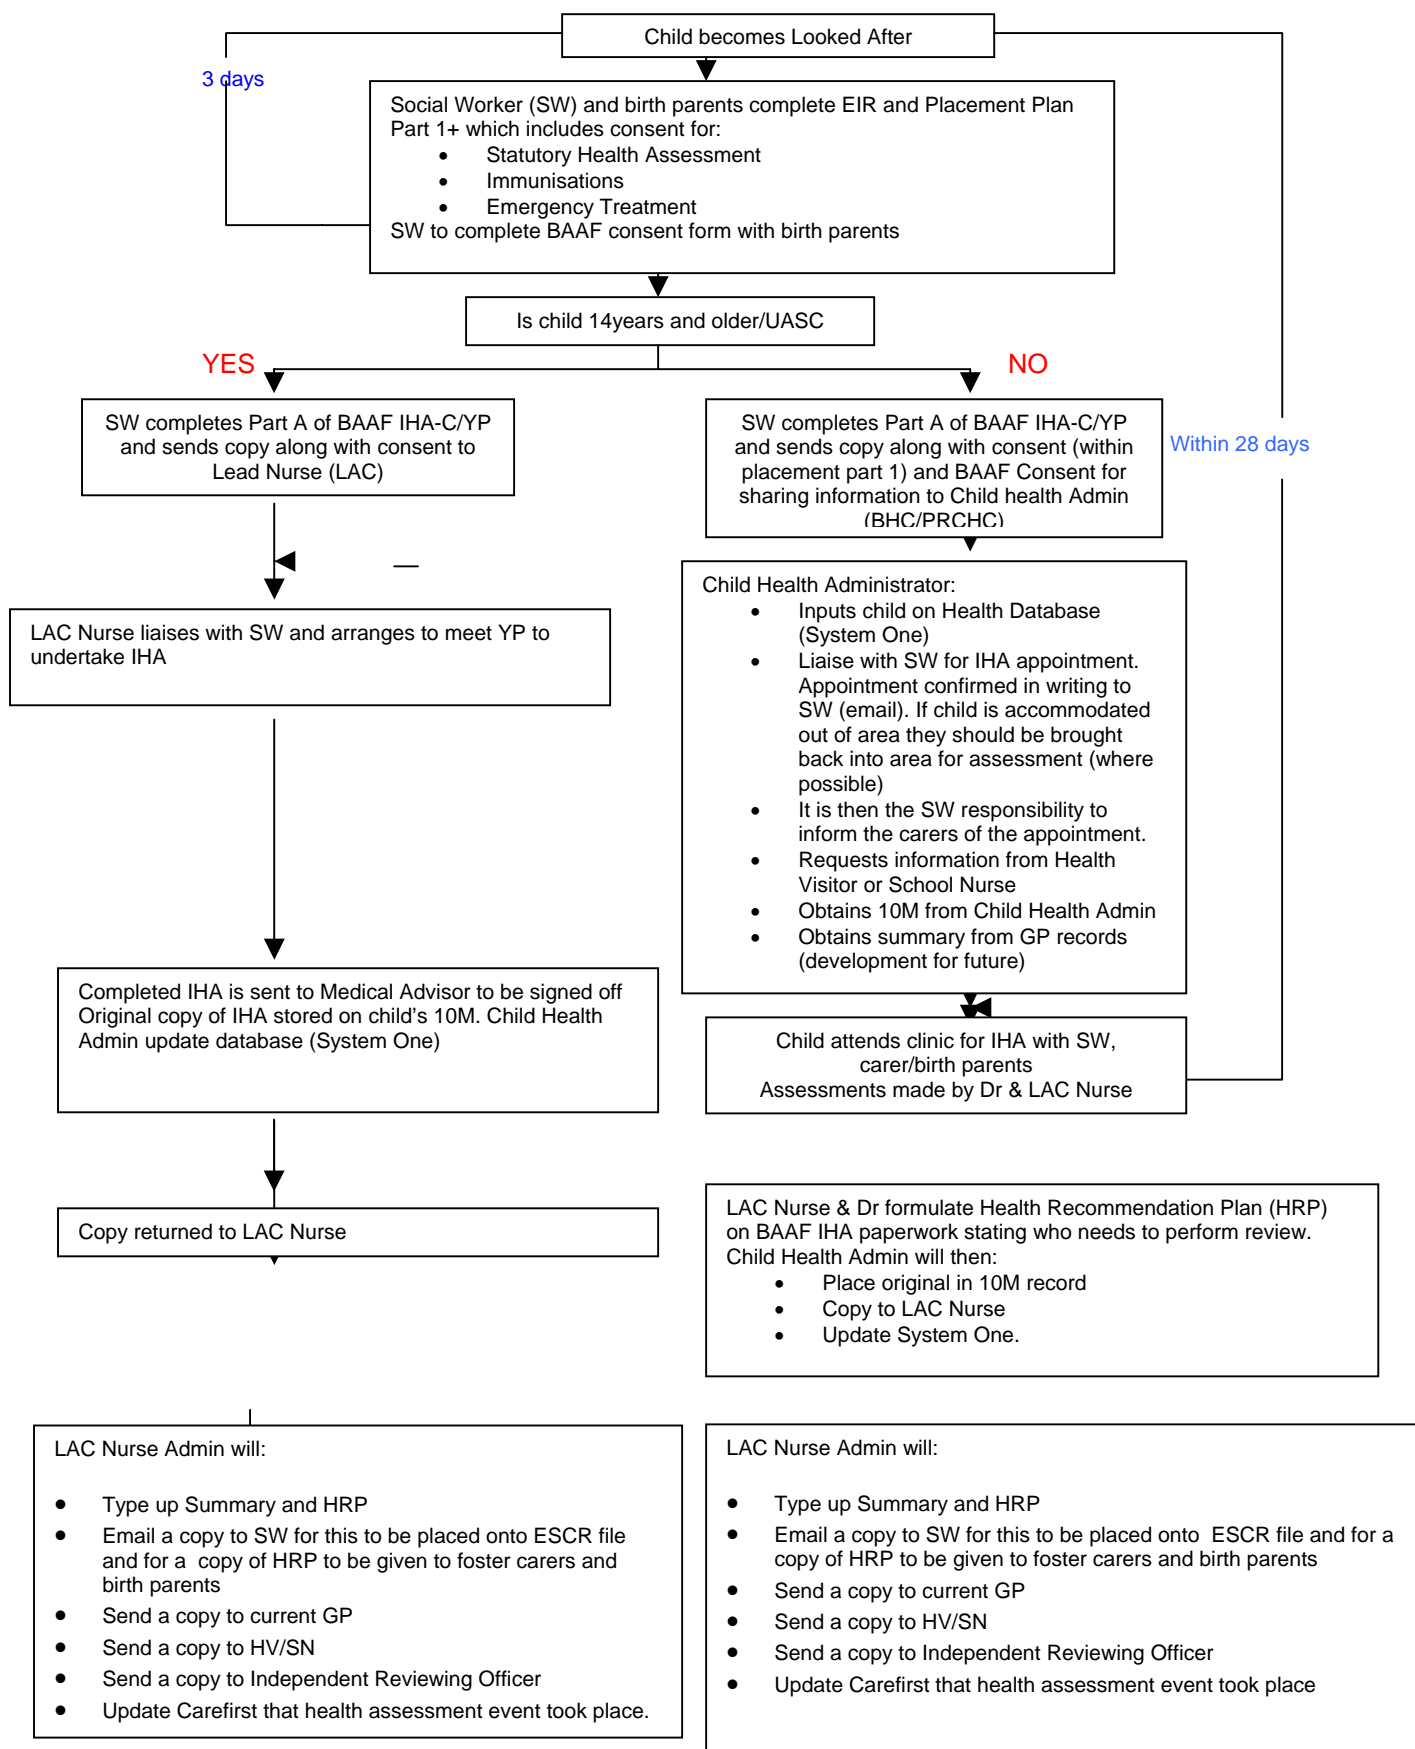 Child becomes Looked After
3 days
Social Worker (SW) and birth parents complete EIR and Placement Plan
Part 1+ which includes consent for:
• Statutory Health Assessment
• Immunisations
• Emergency Treatment
SW to complete BAAF consent form with birth parents
Is child 14years and older/UASC
YES
NO
SW completes Part A of BAAF IHA-C/YP
and sends copy along with consent to
Lead Nurse (LAC)
SW completes Part A of BAAF IHA-C/YP
and sends copy along with consent (within
placement part 1) and BAAF Consent for
sharing information to Child health Admin
(BHC/PRCHC)
Within 28 days
LAC Nurse liaises with SW and arranges to meet YP to
undertake IHA
Child Health Administrator:
• Inputs child on Health Database
(System One)
• Liaise with SW for IHA appointment.
Appointment confirmed in writing to
SW (email). If child is accommodated
out of area they should be brought
back into area for assessment (where
possible)
• It is then the SW responsibility to
inform the carers of the appointment.
• Requests information from Health
Visitor or School Nurse
• Obtains 10M from Child Health Admin
• Obtains summary from GP records
(development for future)
Completed IHA is sent to Medical Advisor to be signed off
Original copy of IHA stored on child's 10M. Child Health
Admin update database (System One)
Child attends clinic for IHA with SW,
carer/birth parents
Assessments made by Dr & LAC Nurse
Copy returned to LAC Nurse
LAC Nurse & Dr formulate Health Recommendation Plan (HRP)
on BAAF IHA paperwork stating who needs to perform review.
Child Health Admin will then:
• Place original in 10M record
• Copy to LAC Nurse
• Update System One.
LAC Nurse Admin will:
• Type up Summary and HRP
• Email a copy to SW for this to be placed onto ESCR file
and for a copy of HRP to be given to foster carers and
birth parents
• Send a copy to current GP
• Send a copy to HV/SN
• Send a copy to Independent Reviewing Officer
• Update Carefirst that health assessment event took place.
LAC Nurse Admin will:
• Type up Summary and HRP
• Email a copy to SW for this to be placed onto ESCR file and for a
copy of HRP to be given to foster carers and birth parents
• Send a copy to current GP
• Send a copy to HV/SN
• Send a copy to Independent Reviewing Officer
• Update Carefirst that health assessment event took place